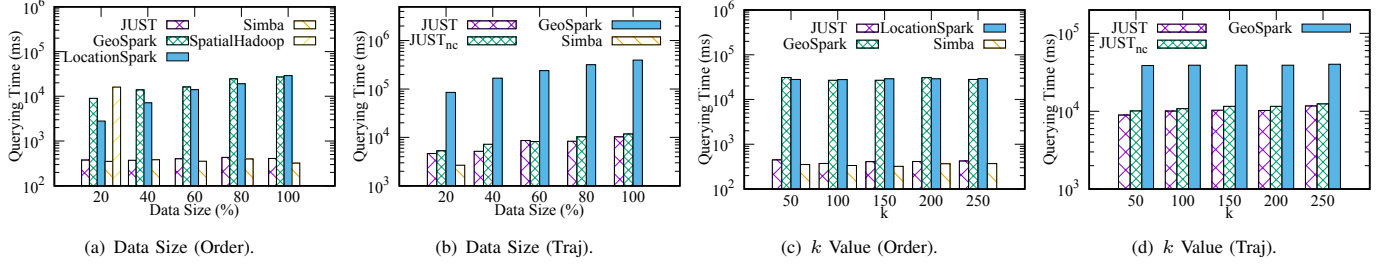 JUST
Simba
GeoSpark
SpatialHadoop
LocationSpark
Querying Time (ms)
10^6
10^5
10^4
10^3
10^2
20 40 60 80 100
Data Size (%)
(a) Data Size (Order).
JUST
GeoSpark
JUST_nc
Simba
Querying Time (ms)
10^6
10^5
10^4
10^3
20 40 60 80 100
Data Size (%)
(b) Data Size (Traj).
JUST
LocationSpark
GeoSpark
Simba
Querying Time (ms)
10^6
10^5
10^4
10^3
10^2
50 100 150 200 250
k
(c) k Value (Order).
JUST
GeoSpark
JUST_nc
Querying Time (ms)
10^5
10^4
10^3
50 100 150 200 250
k
(d) k Value (Traj).